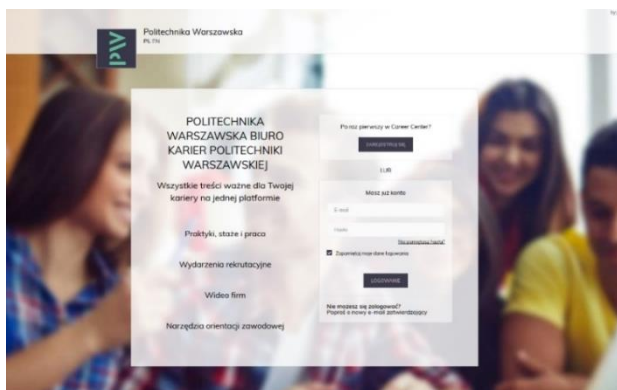 Politechnika Warszawska
PL EN
POLITECHNIKA
WARSZAWSKA BIURO
KARIER POLITECHNIKI
WARSZAWSKIEJ
Wszystkie treści ważne dla Twojej
kariery na jednej platformie
Praktyki, staże i praca
Wydarzenia rekrutacyjne
Wideo firm
Narzędzia orientacji zawodowej
Po raz pierwszy w Career Center?
ZAREJESTRUJ SIĘ
LUB
Masz już konto
E-mail
Hasło
Nie pamiętasz hasła?
Zapamiętaj moje dane logowania
LOGOWANIE
Nie możesz się zalogować?
Poproś o nowy e-mail zatwierdzający